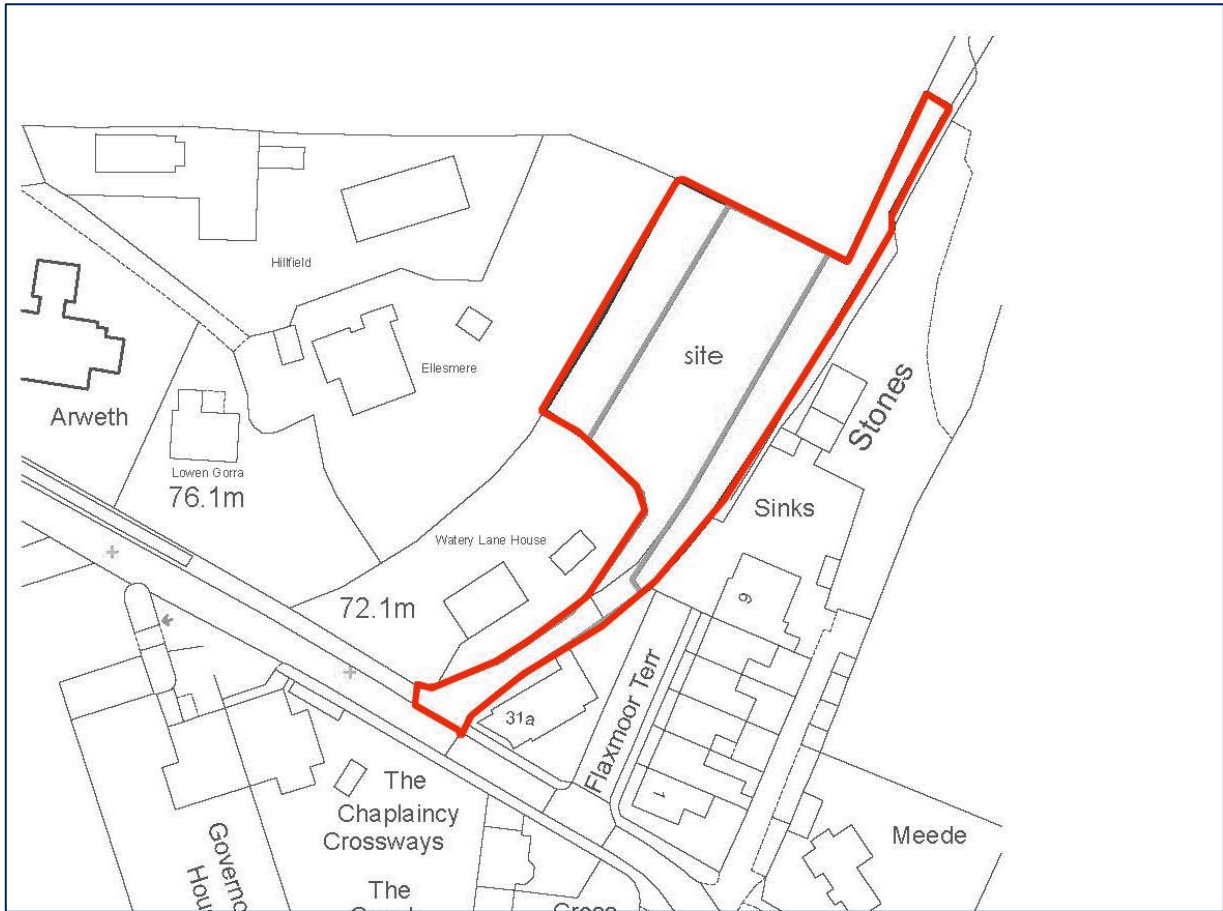 Hillfield
Ellesmere
Arweth
Lowen Gorra
76.1m
site
Stones
Sinks
Watery Lane House
72.1m
31a
6
Flaxmoor Terr
1
The
Chaplaincy
Crossways
The
Meede